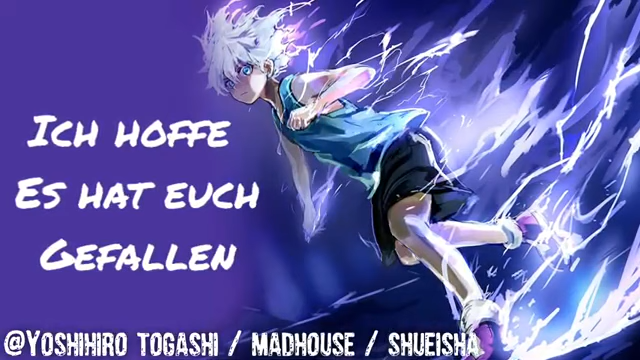 Ich hoffe
Es hat euch
Gefallen
@Yoshihiro Togashi / Madhouse / Shueisha